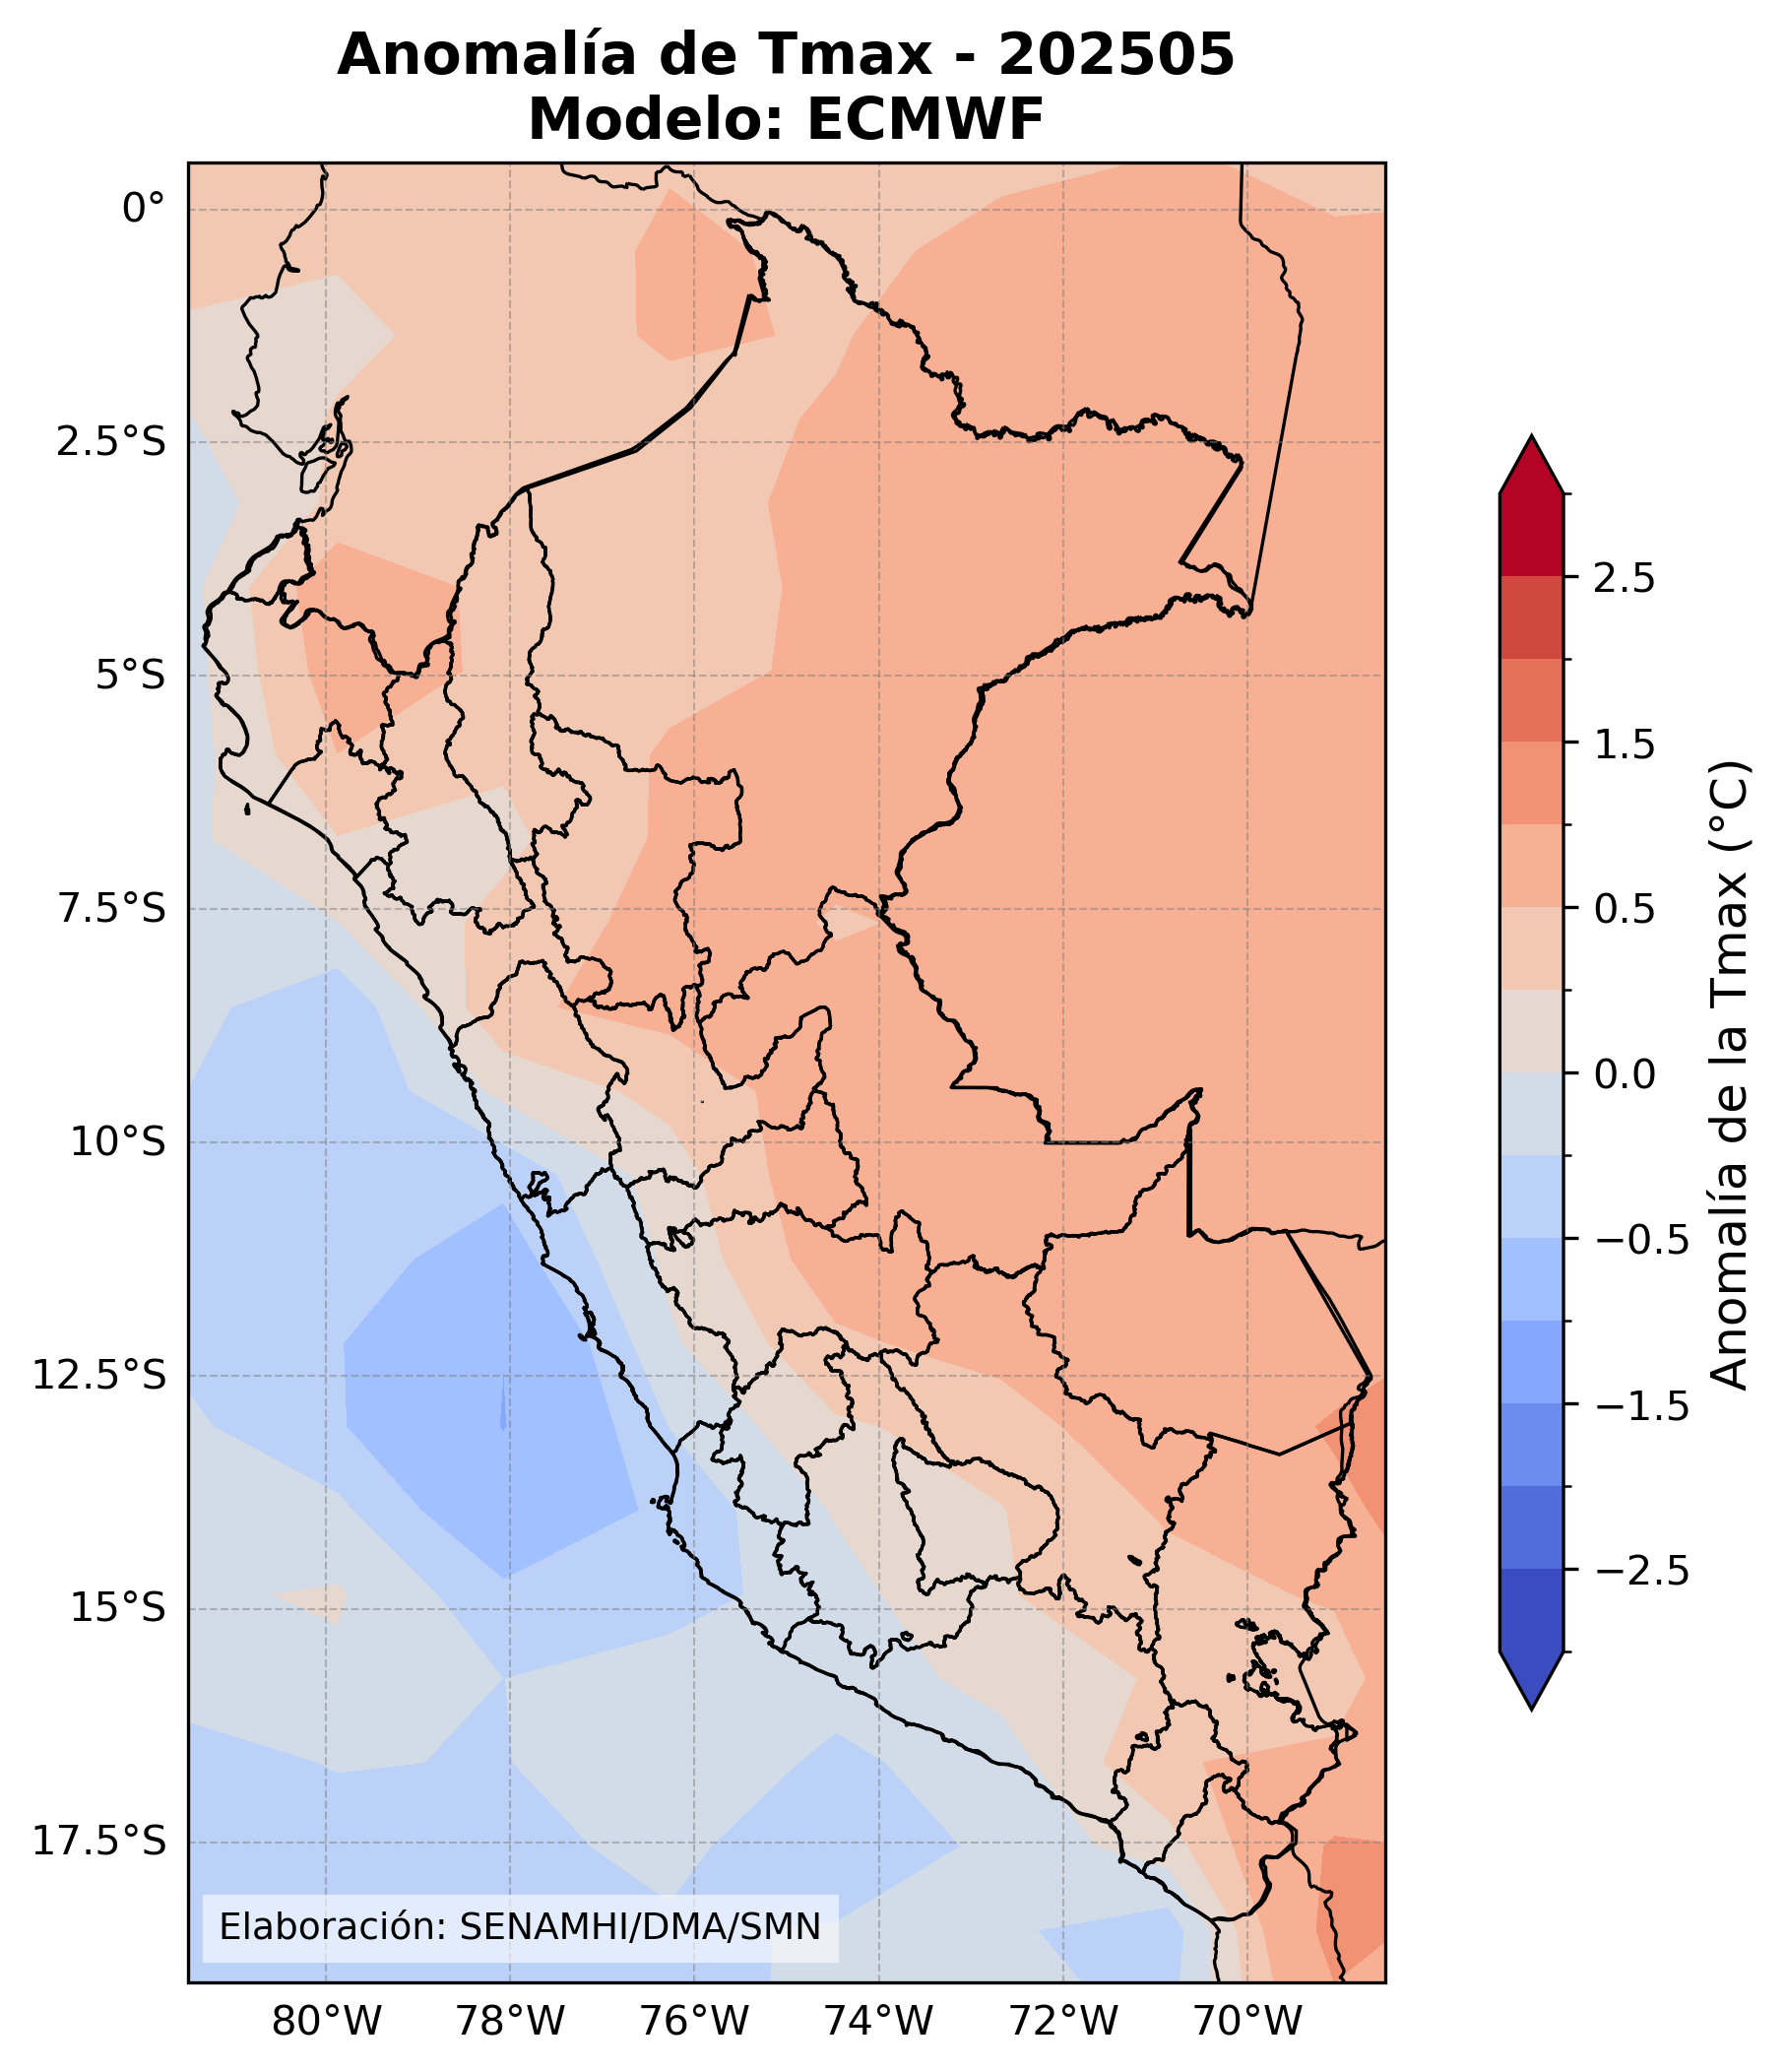 Anomalía de Tmax - 202505
Modelo: ECMWF
0°
2.5°S
5°S
7.5°S
10°S
12.5°S
15°S
17.5°S
80°W
78°W
76°W
74°W
72°W
70°W
Elaboración: SENAMHI/DMA/SMN
2.5
1.5
0.5
0.0
−0.5
−1.5
−2.5
Anomalía de la Tmax (°C)